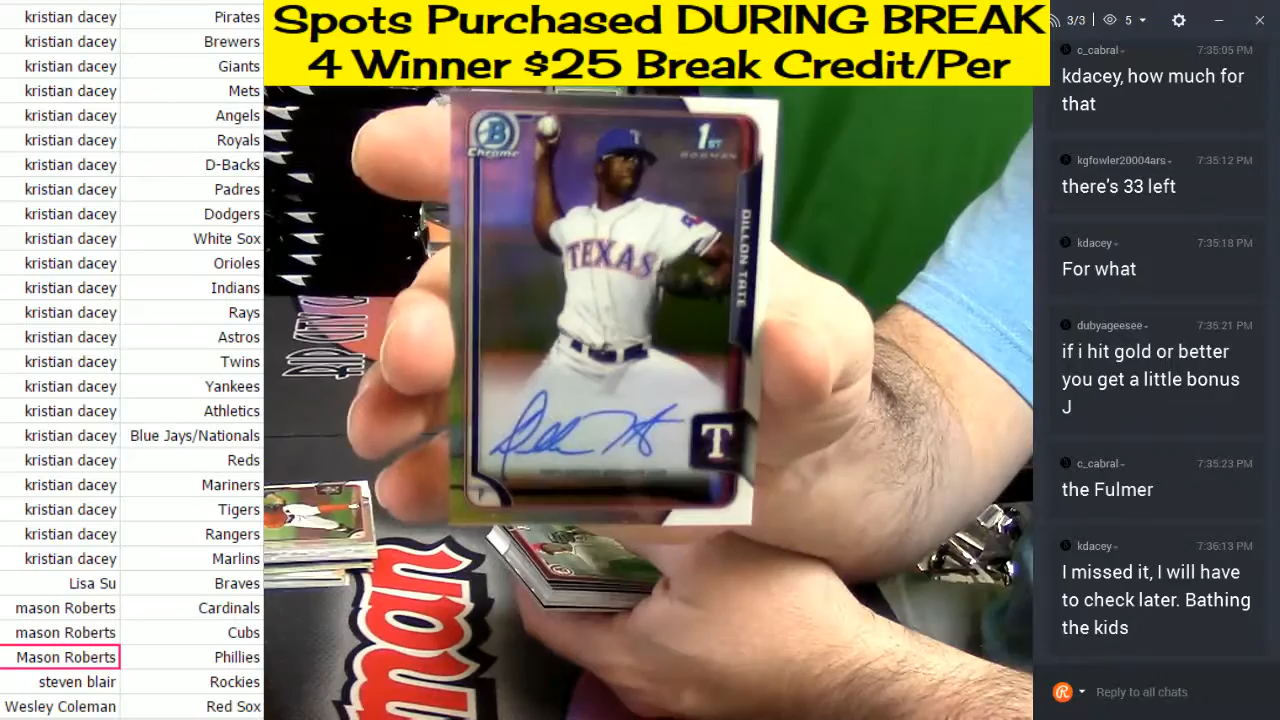 kristian dacey Pirates
kristian dacey Brewers
kristian dacey Giants
kristian dacey Mets
kristian dacey Angels
kristian dacey Royals
kristian dacey D-Backs
kristian dacey Padres
kristian dacey Dodgers
kristian dacey White Sox
kristian dacey Orioles
kristian dacey Indians
kristian dacey Rays
kristian dacey Astros
kristian dacey Twins
kristian dacey Yankees
kristian dacey Athletics
kristian dacey Blue Jays/Nationals
kristian dacey Reds
kristian dacey Mariners
kristian dacey Tigers
kristian dacey Rangers
kristian dacey Marlins
Lisa Su Braves
mason Roberts Cardinals
mason Roberts Cubs
Mason Roberts Phillies
steven blair Rockies
Wesley Coleman Red Sox
Spots Purchased DURING BREAK
4 Winner $25 Break Credit/Per
B
Chrome
1ST
BOWMAN
T
TEXAS
DILLON TATE
T
P
RIP CITY
3/3 5
c_cabral 7:35:05 PM
kdacey, how much for
that
kgfowler20004ars 7:35:12 PM
there's 33 left
kdacey 7:35:18 PM
For what
dubyageesee 7:35:21 PM
if i hit gold or better
you get a little bonus
J
c_cabral 7:35:23 PM
the Fulmer
kdacey 7:36:13 PM
I missed it, I will have
to check later. Bathing
the kids
Reply to all chats